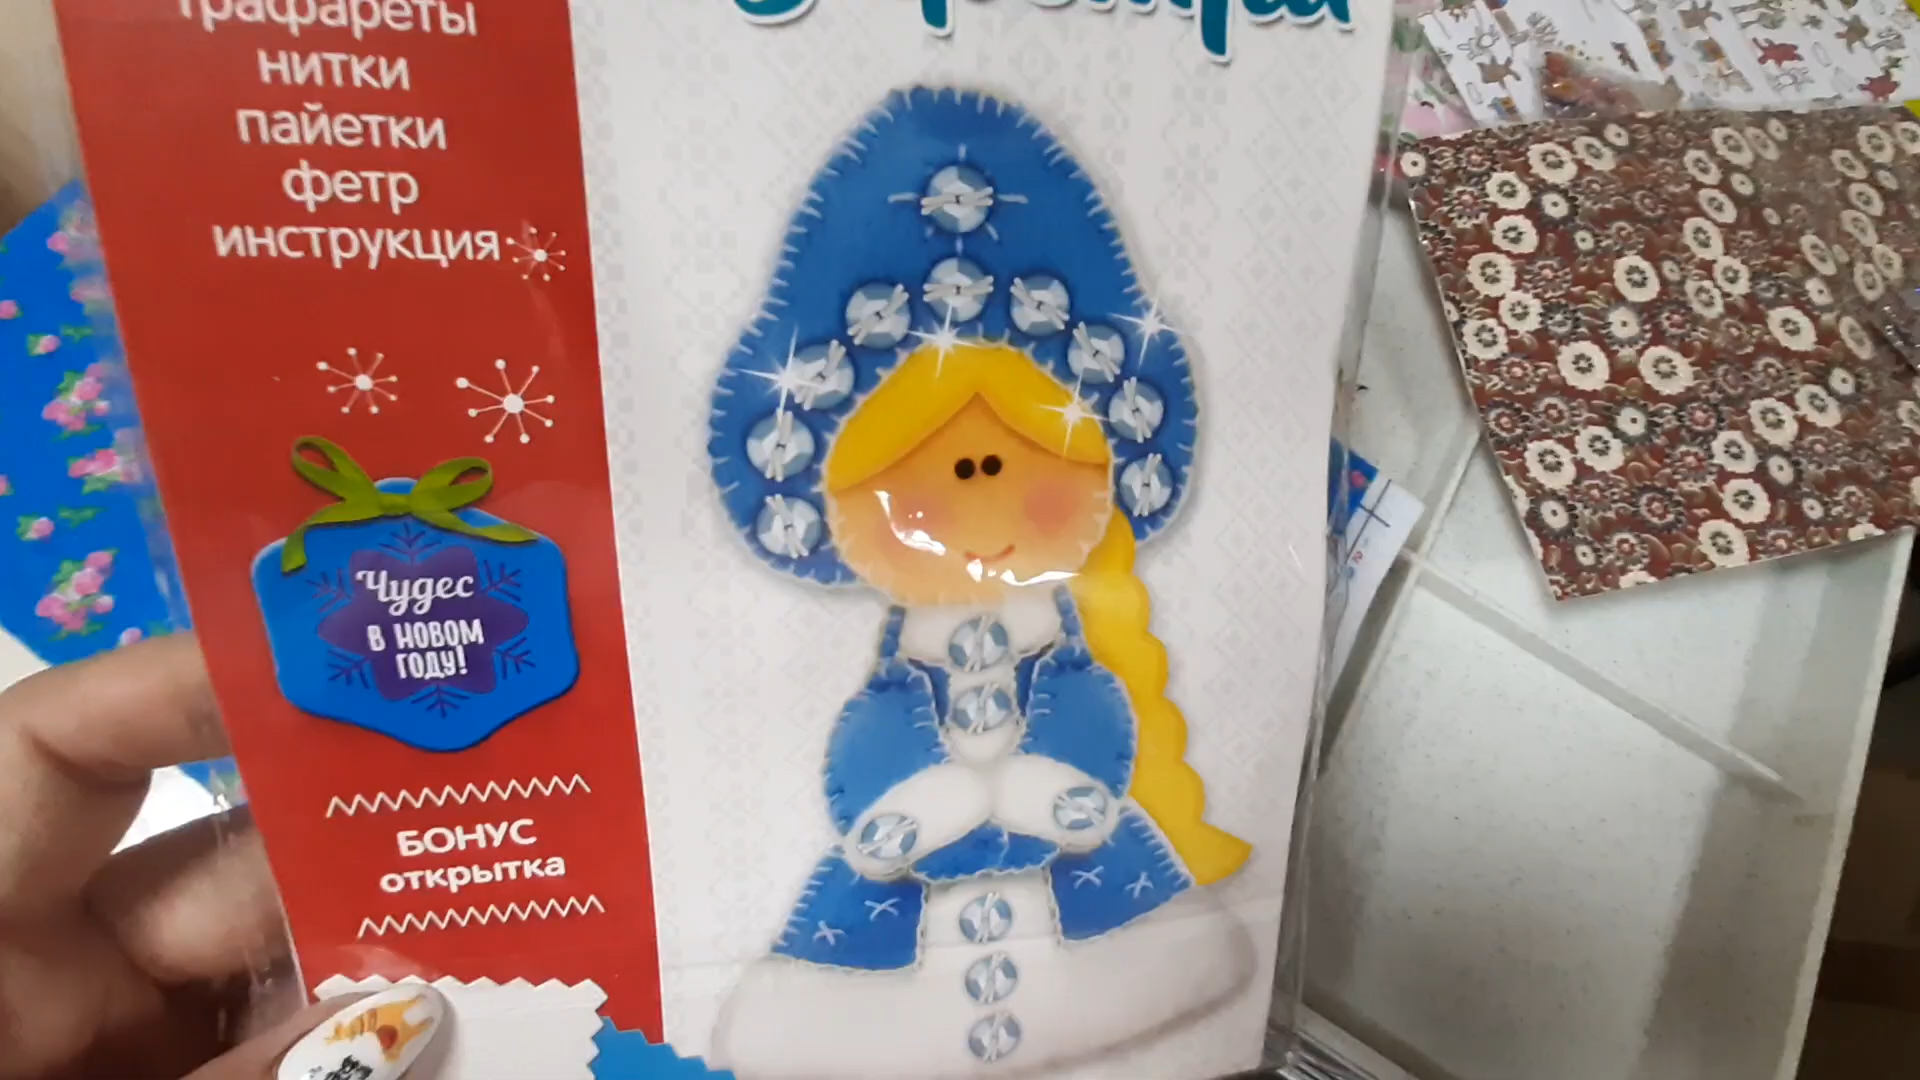 трафареты
нитки
пайетки
фетр
инструкция
Чудес
в новом
году!
БОНУС
открытка